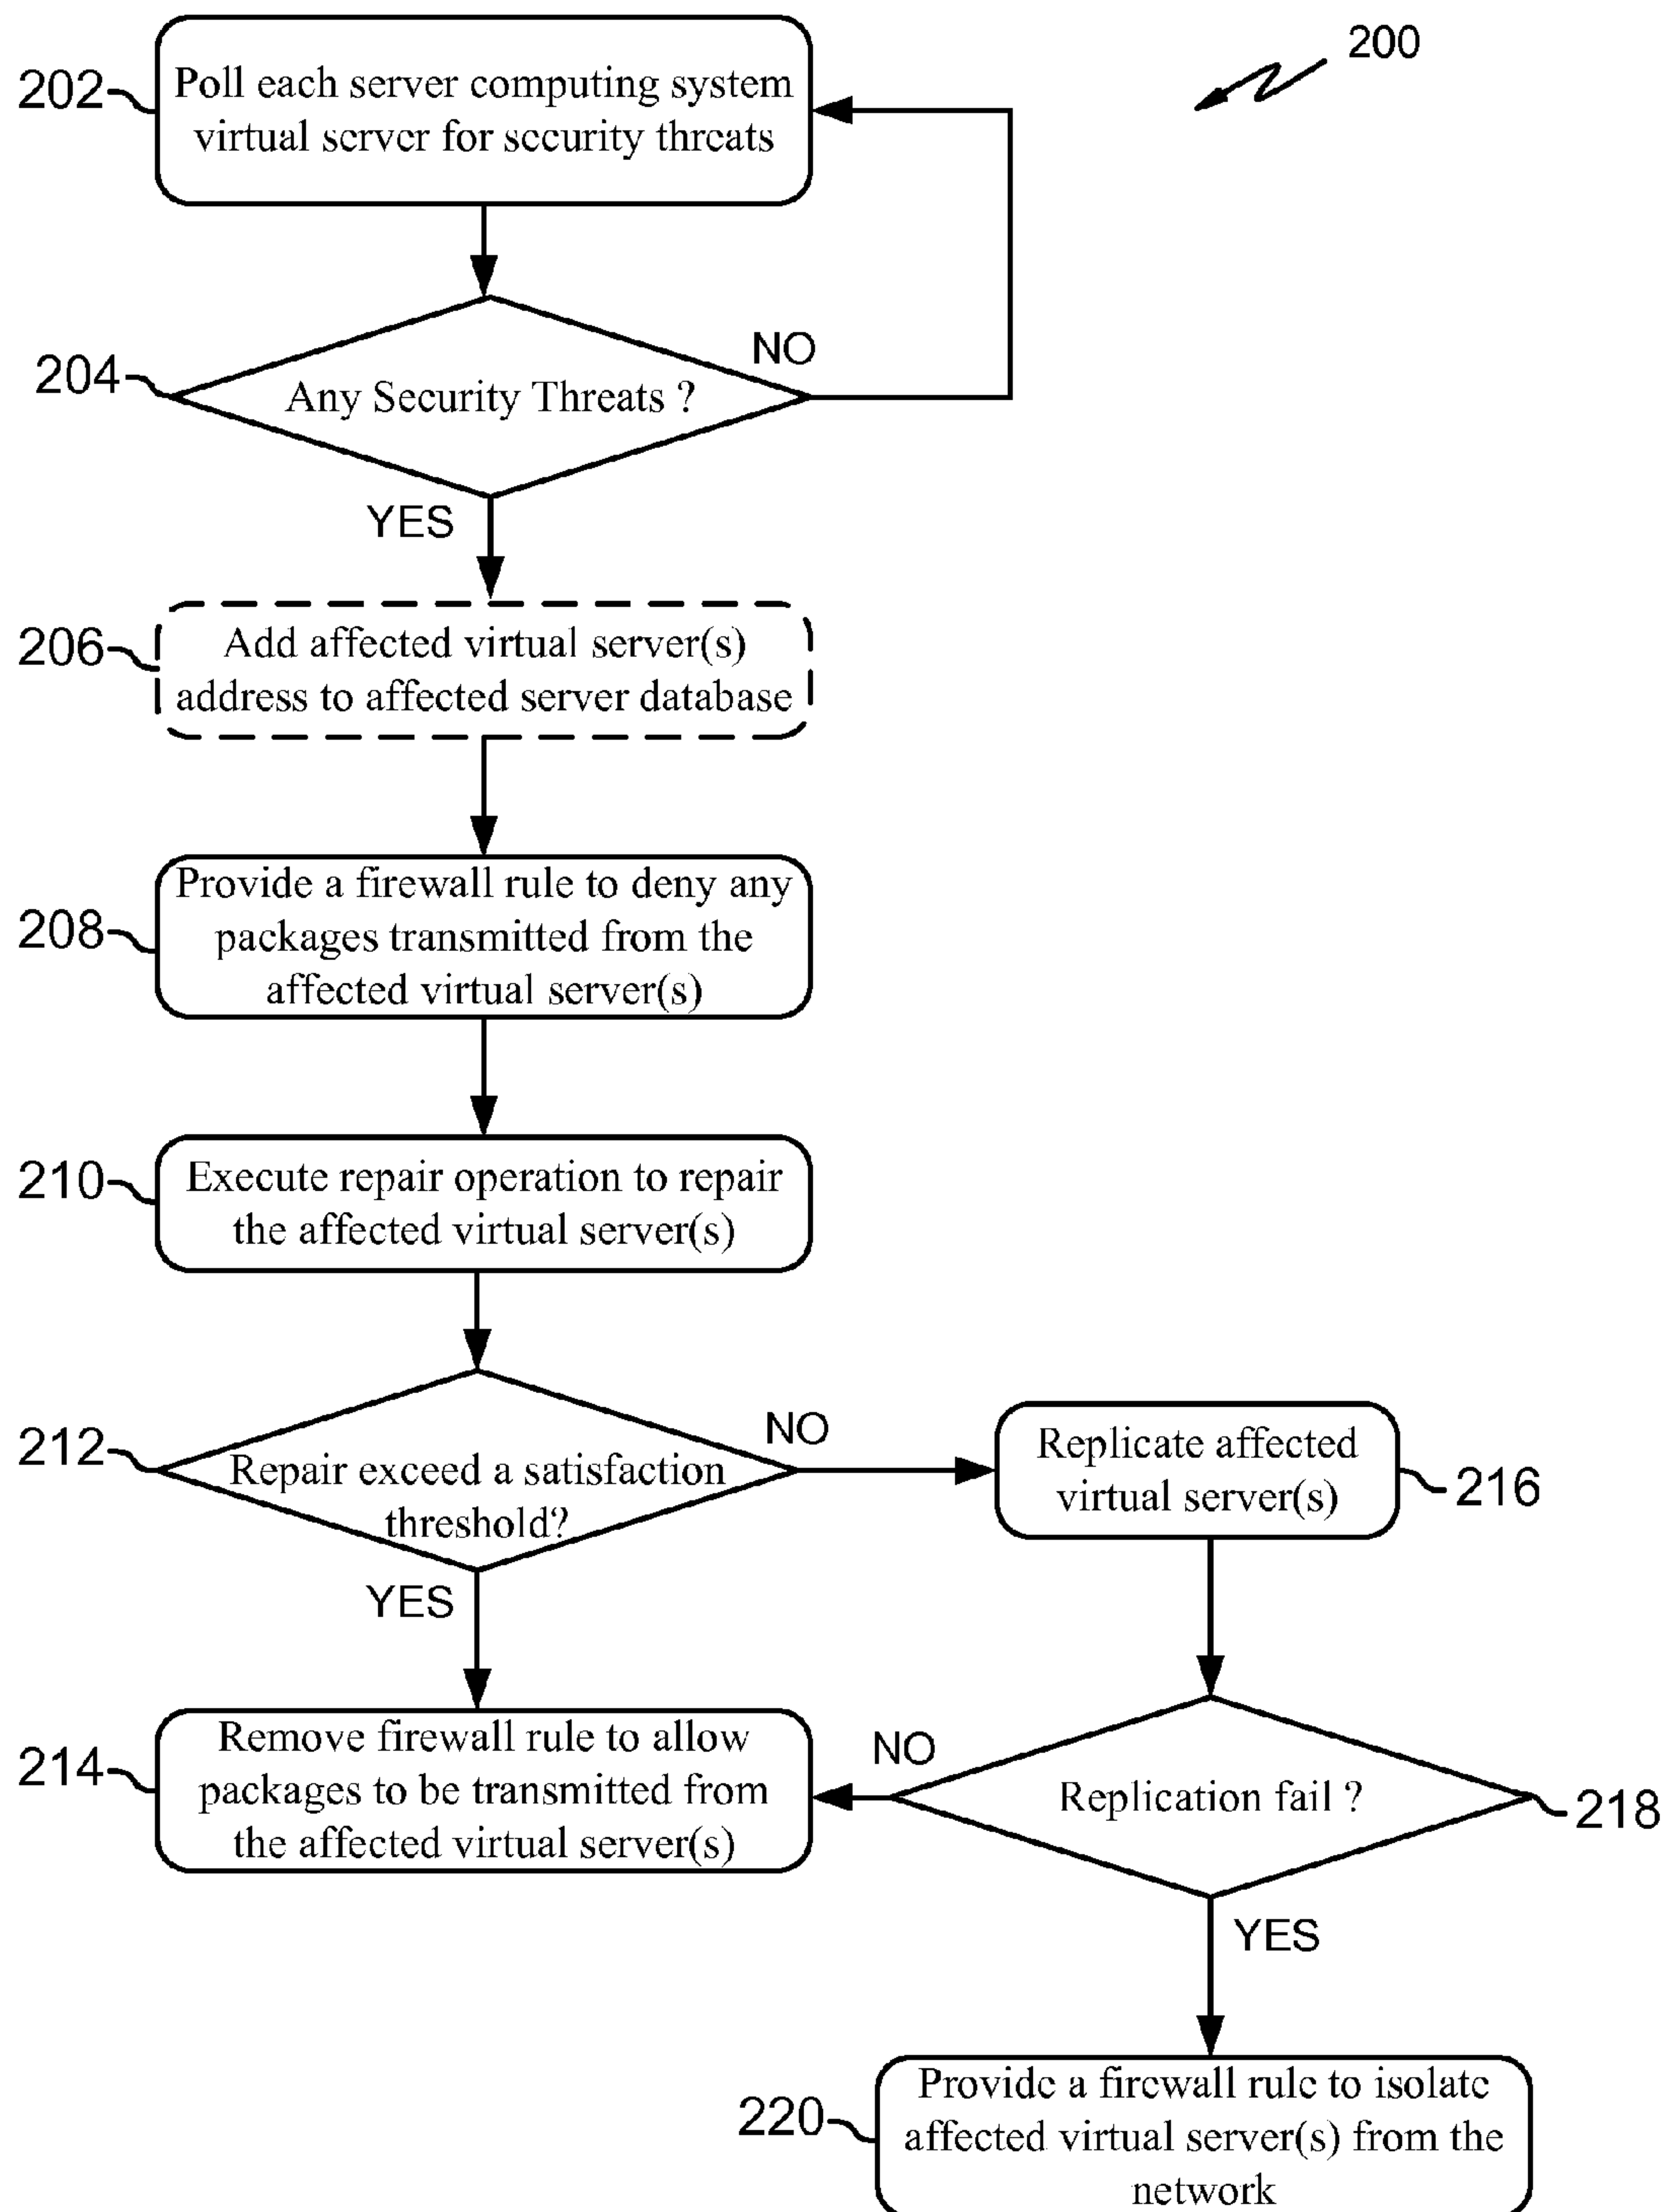 200
202
Poll each server computing system
virtual server for security threats
204
Any Security Threats ?
NO
YES
206
Add affected virtual server(s)
address to affected server database
208
Provide a firewall rule to deny any
packages transmitted from the
affected virtual server(s)
210
Execute repair operation to repair
the affected virtual server(s)
212
Repair exceed a satisfaction
threshold?
NO
YES
Replicate affected
virtual server(s)
216
214
Remove firewall rule to allow
packages to be transmitted from
the affected virtual server(s)
NO
Replication fail ?
218
YES
220
Provide a firewall rule to isolate
affected virtual server(s) from the
network